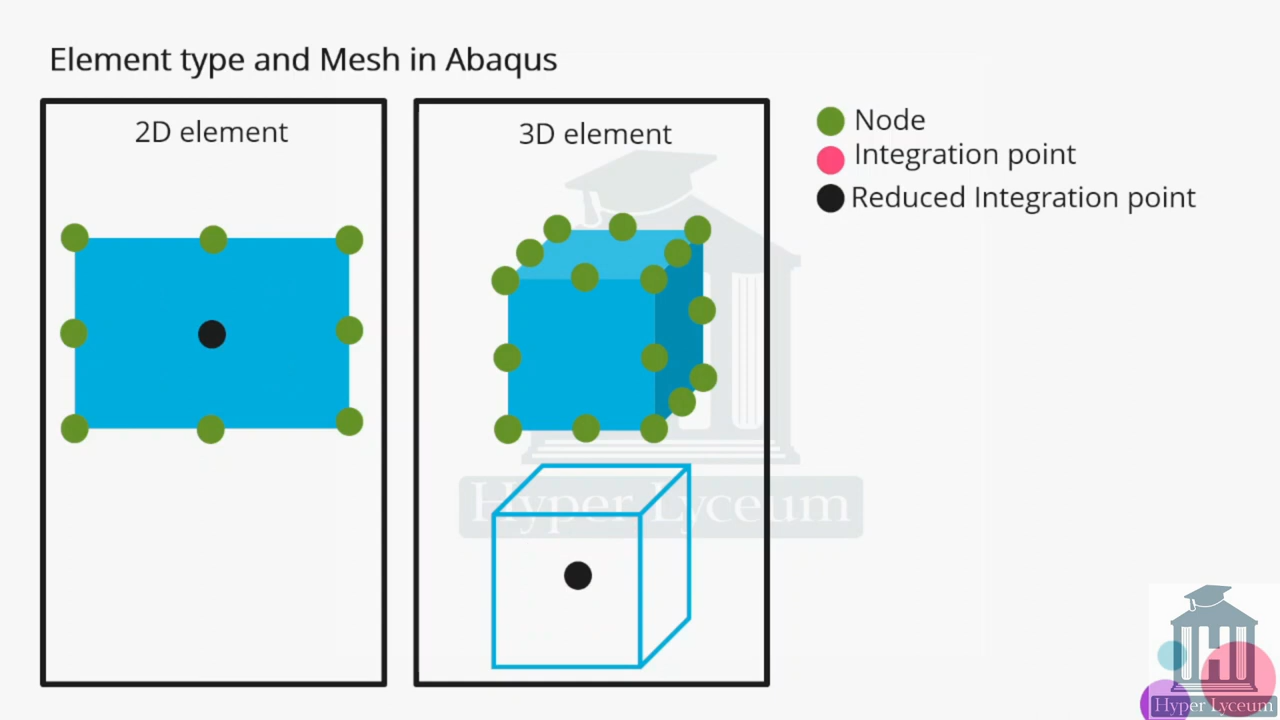 Element type and Mesh in Abaqus
2D element
3D element
Node
Integration point
Reduced Integration point
Hyper Lyceum
Hyper Lyceum